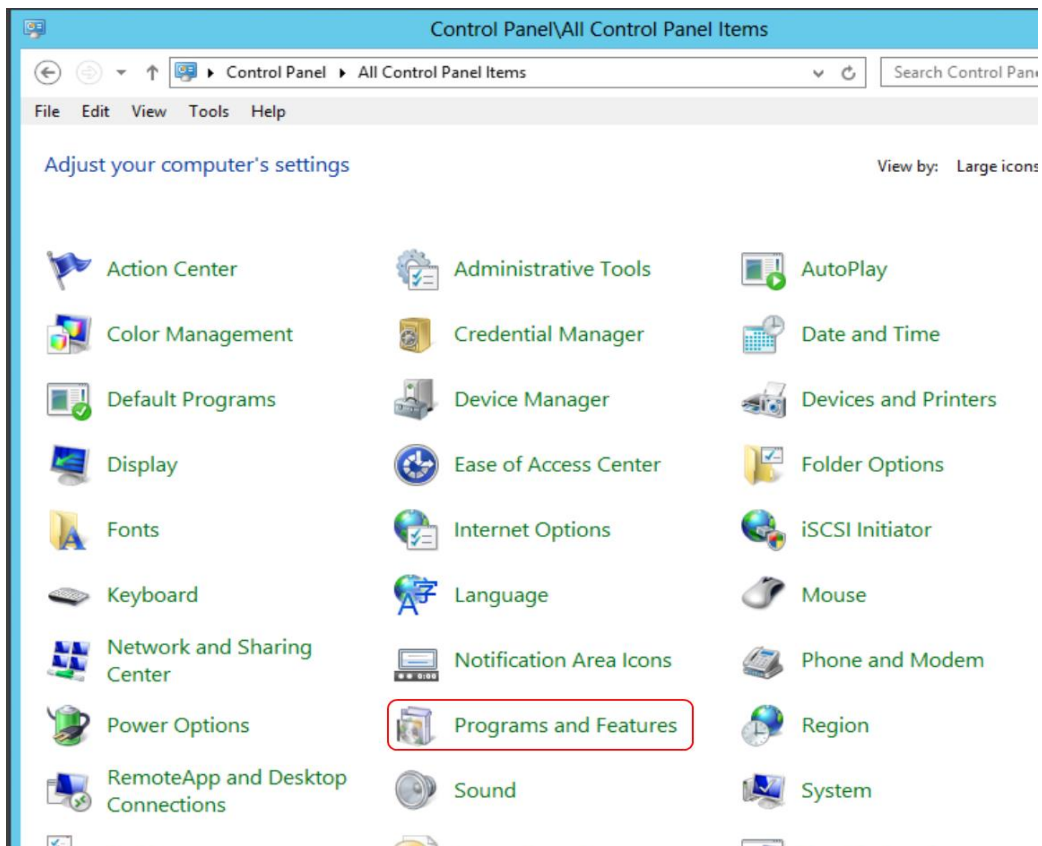 Control Panel\All Control Panel Items
Control Panel All Control Panel Items
Search Control Pane
File Edit View Tools Help
Adjust your computer's settings
View by: Large icons
Action Center
Administrative Tools
AutoPlay
Color Management
Credential Manager
Date and Time
Default Programs
Device Manager
Devices and Printers
Display
Ease of Access Center
Folder Options
Fonts
Internet Options
iSCSI Initiator
Keyboard
Language
Mouse
Network and Sharing
Center
Notification Area Icons
Phone and Modem
Power Options
Programs and Features
Region
RemoteApp and Desktop
Connections
Sound
System